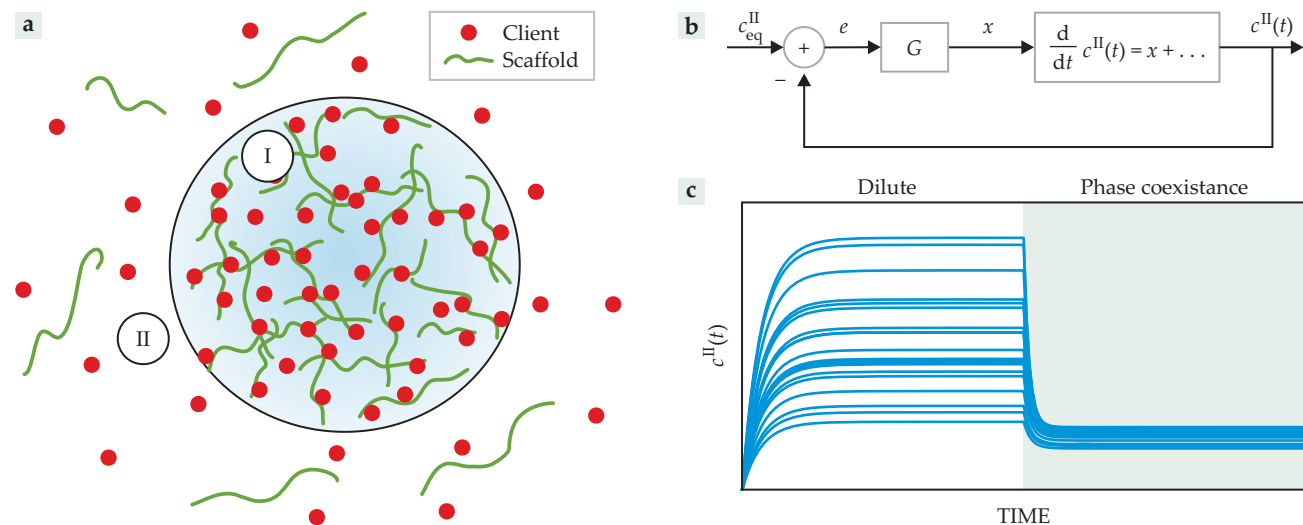 a
Client
Scaffold
I
II
b
c^II_eq
+
−
e
G
x
d/dt c^II(t) = x + . . .
c^II(t)
c
Dilute
Phase coexistance
c^II(t)
TIME